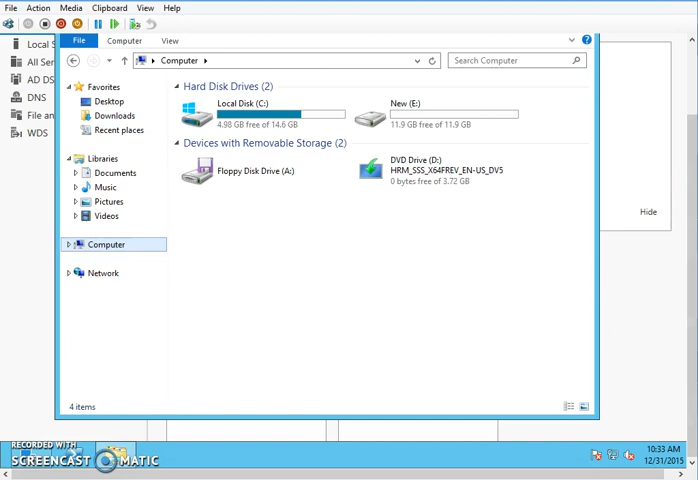 File Action Media Clipboard View Help
Local S
All Ser
AD DS
DNS
File an
WDS
File Computer View
Computer
Search Computer
Favorites
Desktop
Downloads
Recent places
Libraries
Documents
Music
Pictures
Videos
Computer
Network
Hard Disk Drives (2)
Local Disk (C:)
4.98 GB free of 14.6 GB
New (E:)
11.9 GB free of 11.9 GB
Devices with Removable Storage (2)
Floppy Disk Drive (A:)
DVD Drive (D:)
HRM_SSS_X64FREV_EN-US_DV5
0 bytes free of 3.72 GB
Hide
4 items
RECORDED WITH
SCREENCAST MATIC
10:33 AM
12/31/2015